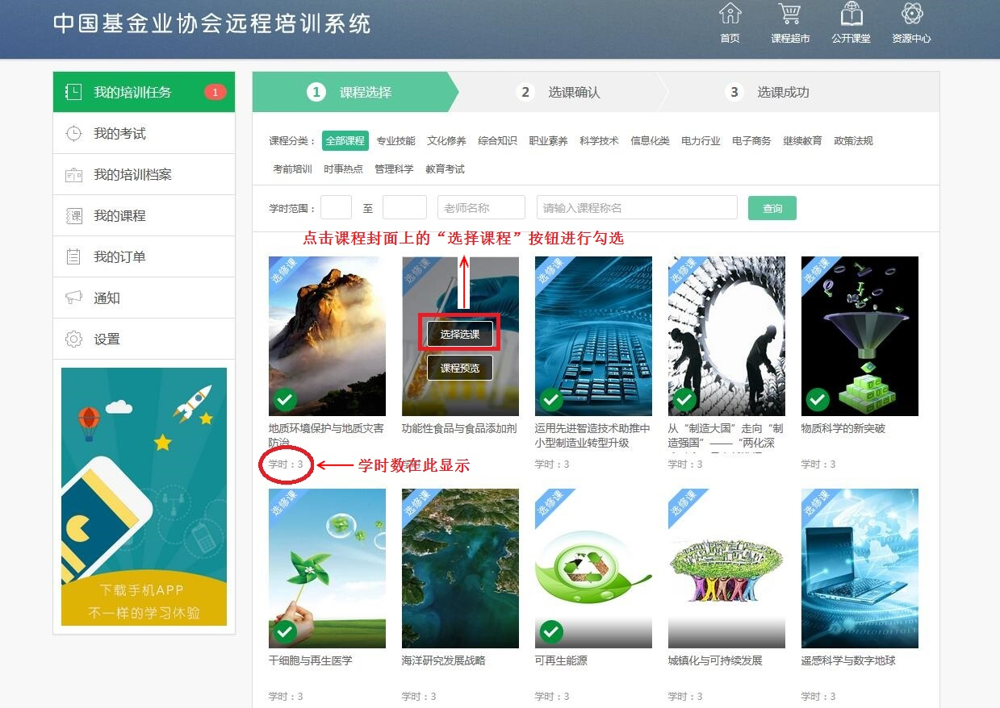 中国基金业协会远程培训系统
首页 课程超市 公开课堂 资源中心
我的培训任务 1
我的考试
我的培训档案
我的课程
我的订单
通知
设置
下载手机APP
不一样的学习体验
1 课程选择 2 选课确认 3 选课成功
课程分类： 全部课程 专业技能 文化修养 综合知识 职业素养 科学技术 信息化类 电力行业 电子商务 继续教育 政策法规
考前培训 时事热点 管理科学 教育考试
学时范围： 至 老师名称 请输入课程称名 查询
点击课程封面上的“选择课程”按钮进行勾选
选修课 选修课 选修课 选修课 选修课
选择选课
课程预览
地质环境保护与地质灾害 功能性食品与食品添加剂 运用先进智造技术助推中 从“制造大国”走向“制 物质科学的新突破
防治 小型制造业转型升级 造强国”——“两化深
学时：3 学时数在此显示 学时：3 学时：3 学时：3
选修课 选修课 选修课 选修课 选修课
干细胞与再生医学 海洋研究发展战略 可再生能源 城镇化与可持续发展 遥感科学与数字地球
学时：3 学时：3 学时：3 学时：3 学时：3